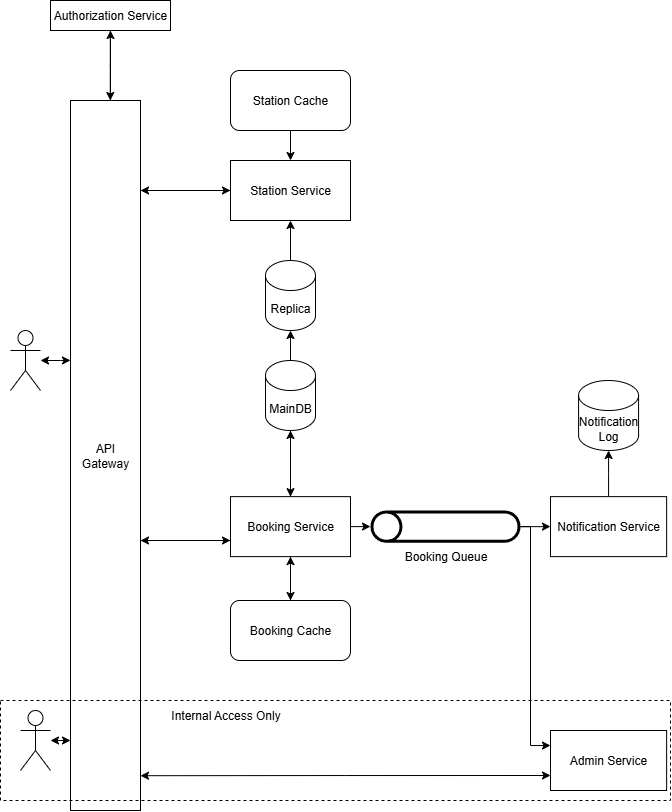 Authorization Service
Station Cache
Station Service
Replica
MainDB
API
Gateway
Notification
Log
Booking Service
Notification Service
Booking Queue
Booking Cache
Internal Access Only
Admin Service